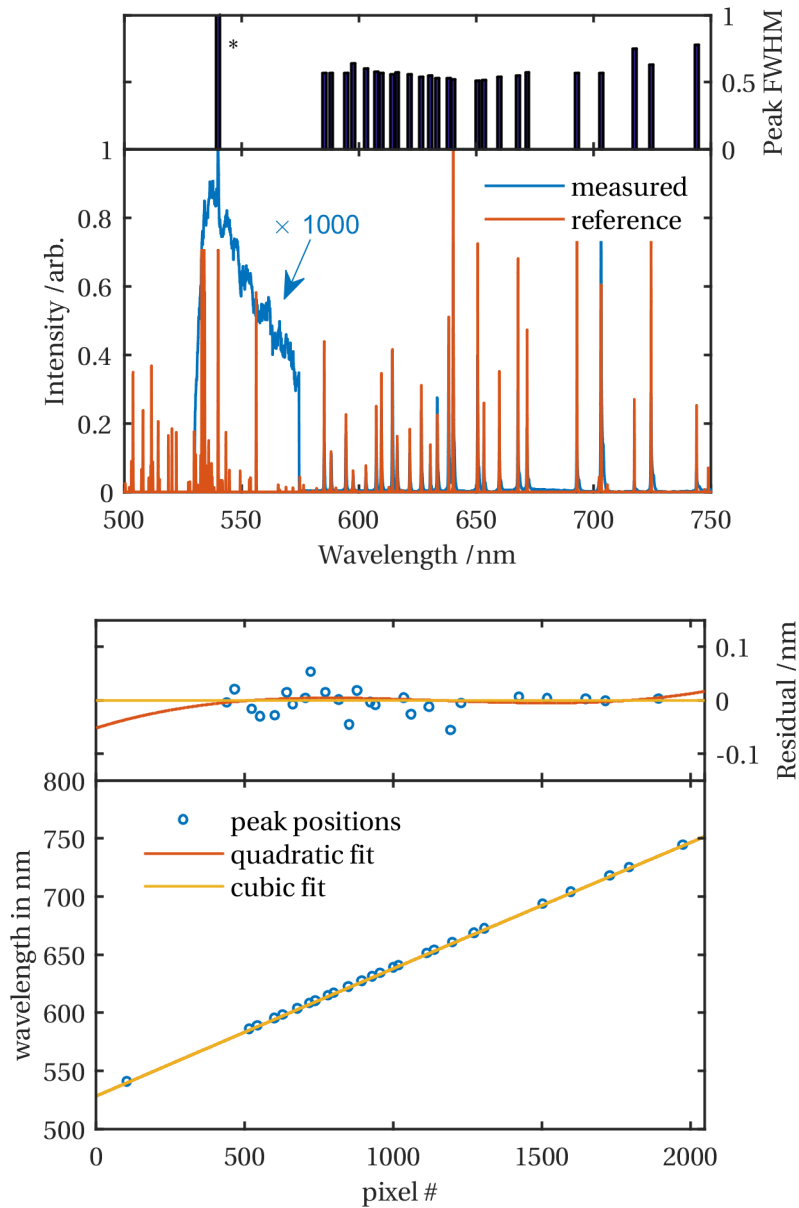 1
0.5
0
Peak FWHM
*
1
0.8
0.6
0.4
0.2
0
Intensity /arb.
× 1000
measured
reference
500
550
600
650
700
750
Wavelength /nm
0.1
0
-0.1
Residual /nm
800
750
700
650
600
550
500
wavelength in nm
peak positions
quadratic fit
cubic fit
0
500
1000
1500
2000
pixel #